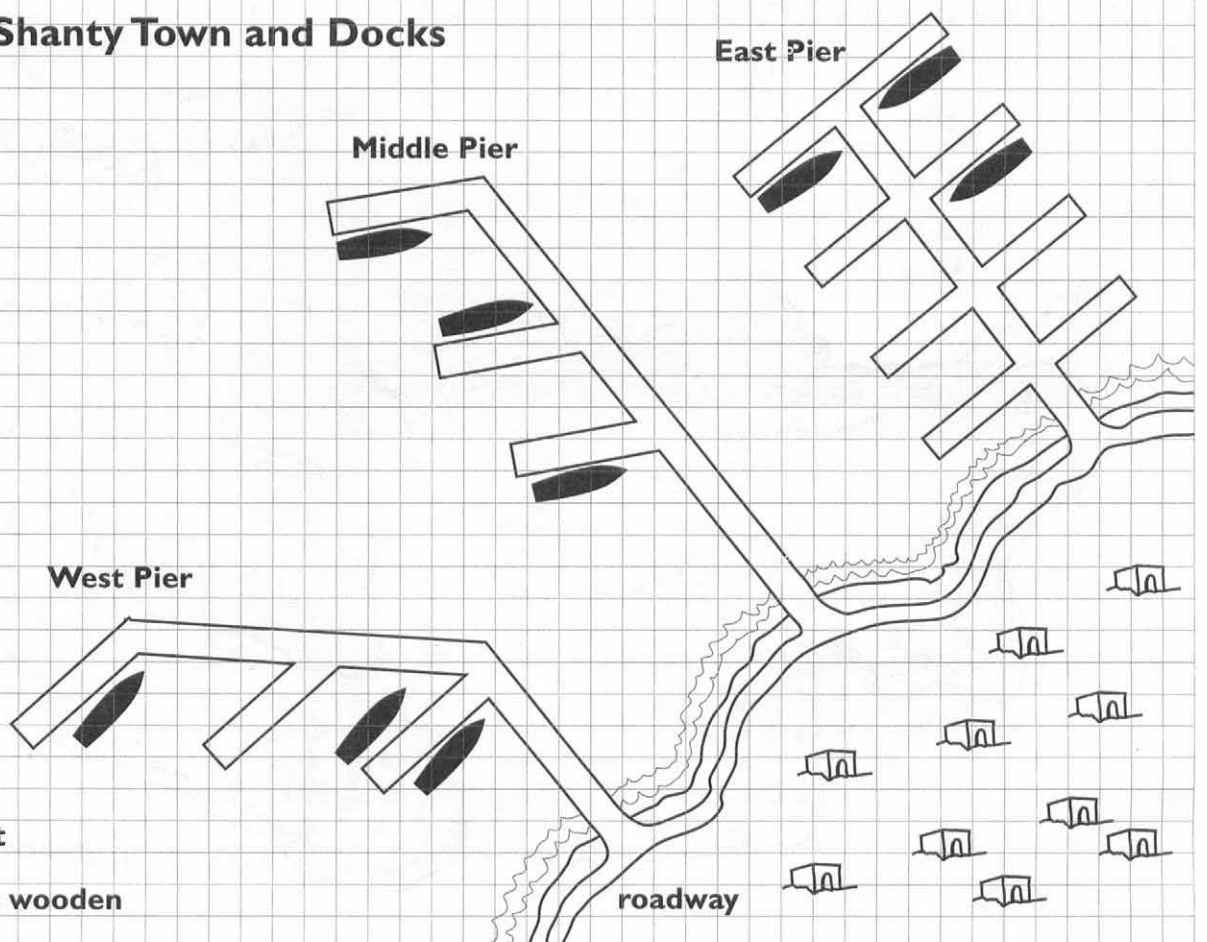 Shanty Town and Docks
East Pier
Middle Pier
West Pier
wooden
roadway